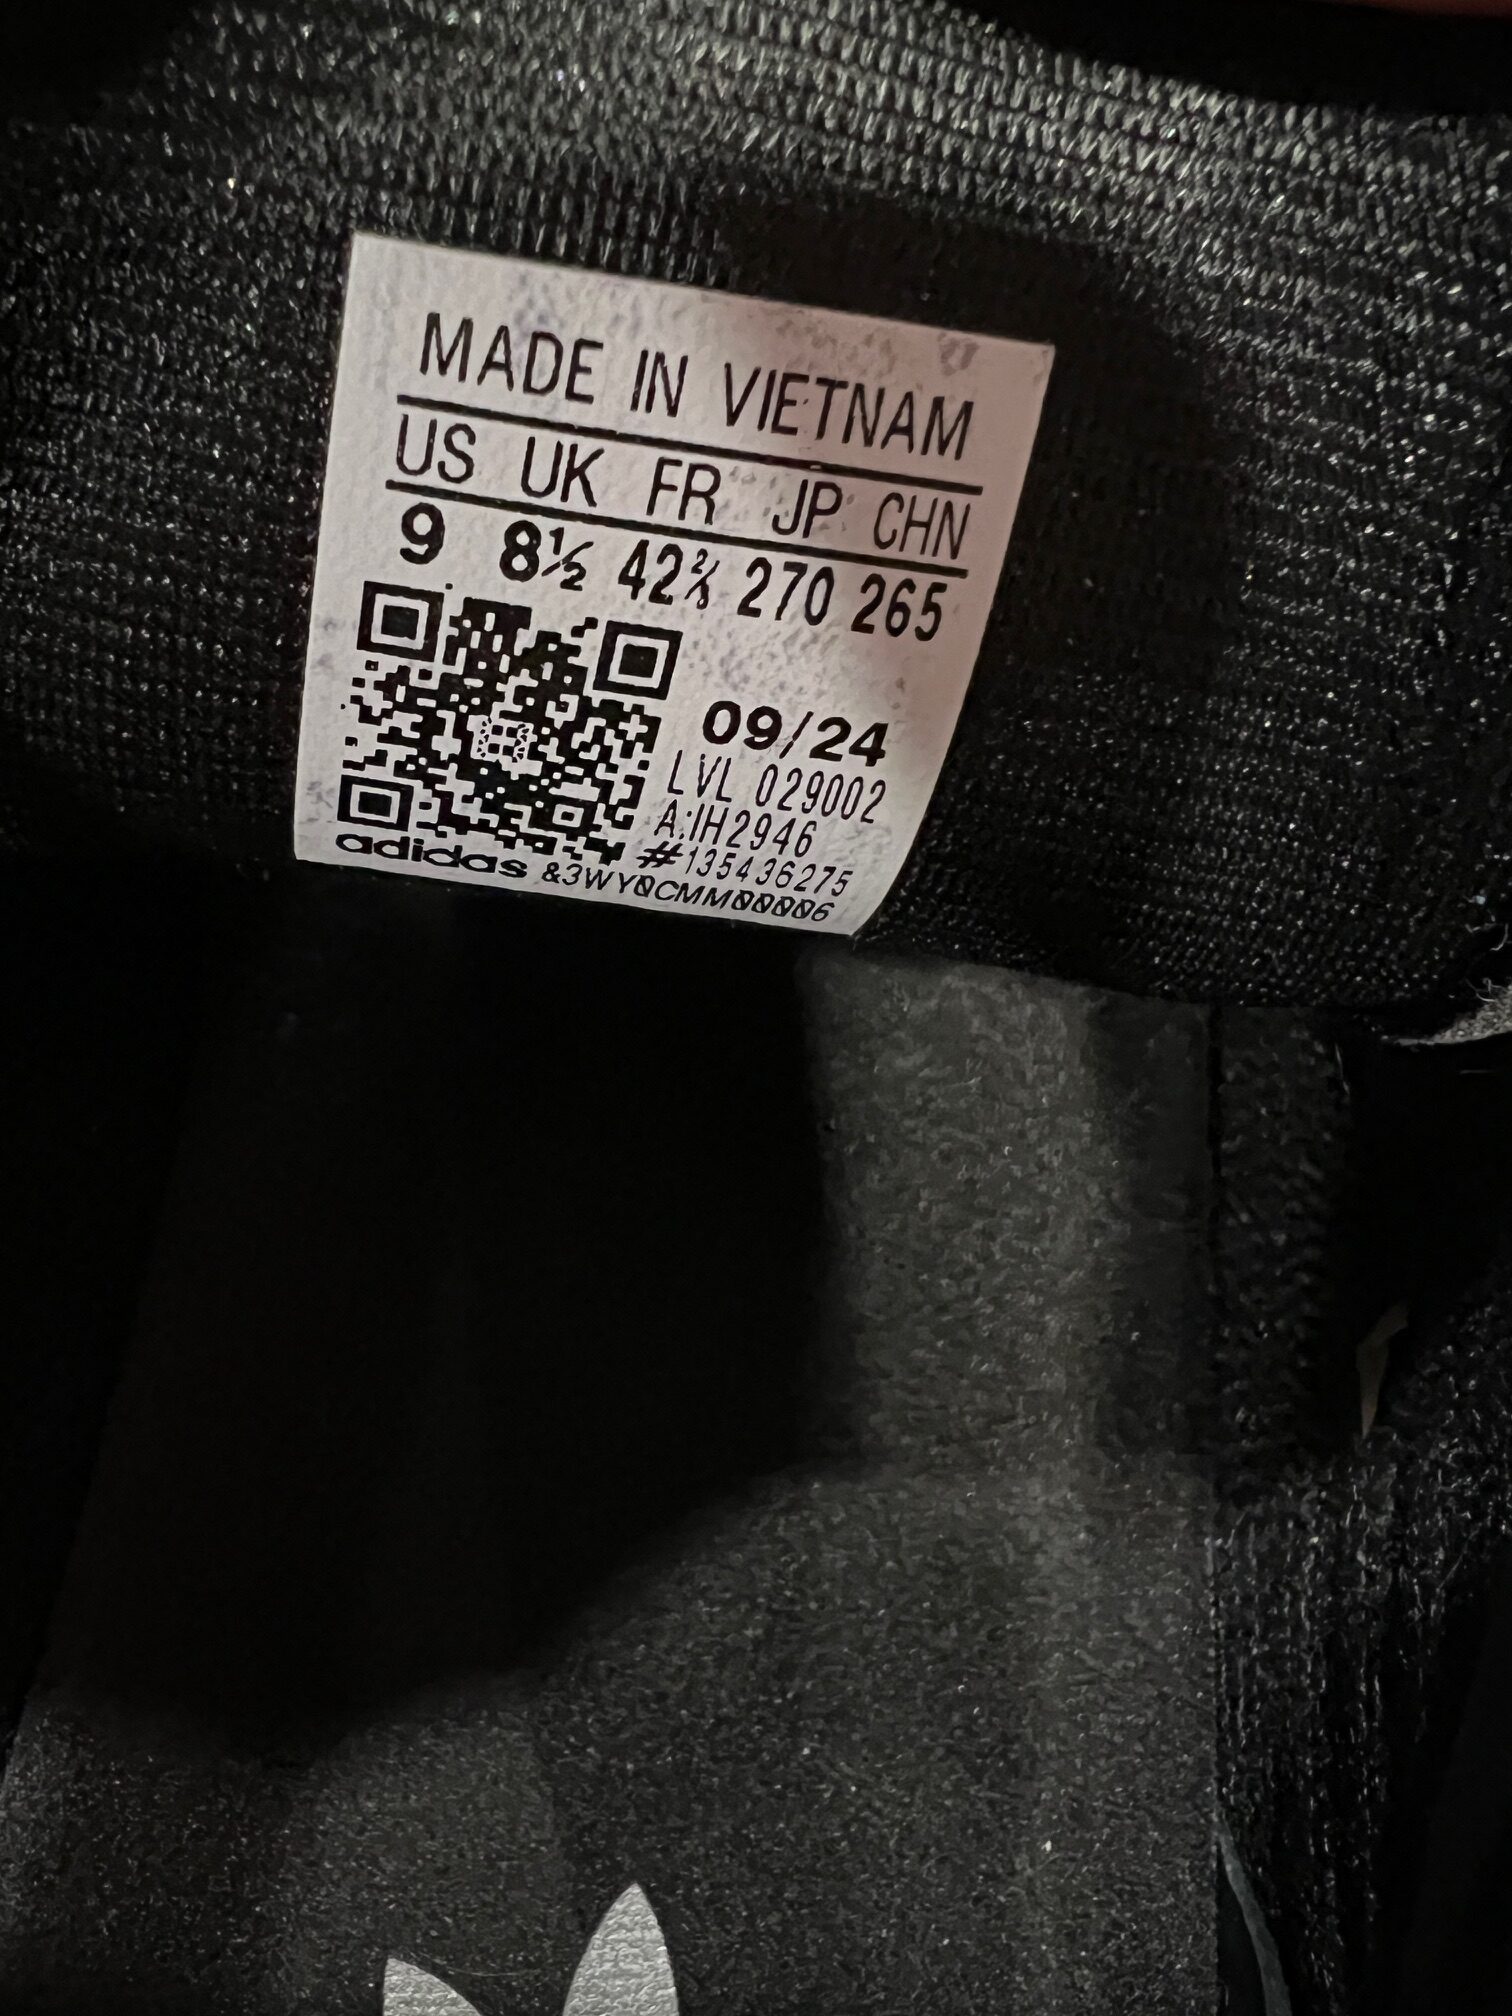 MADE IN VIETNAM
US UK FR JP CHN
9 8½ 42⅔ 270 265
09/24
LVL 029002
A:IH2946
#135436275
adidas &3WY0CMM00006